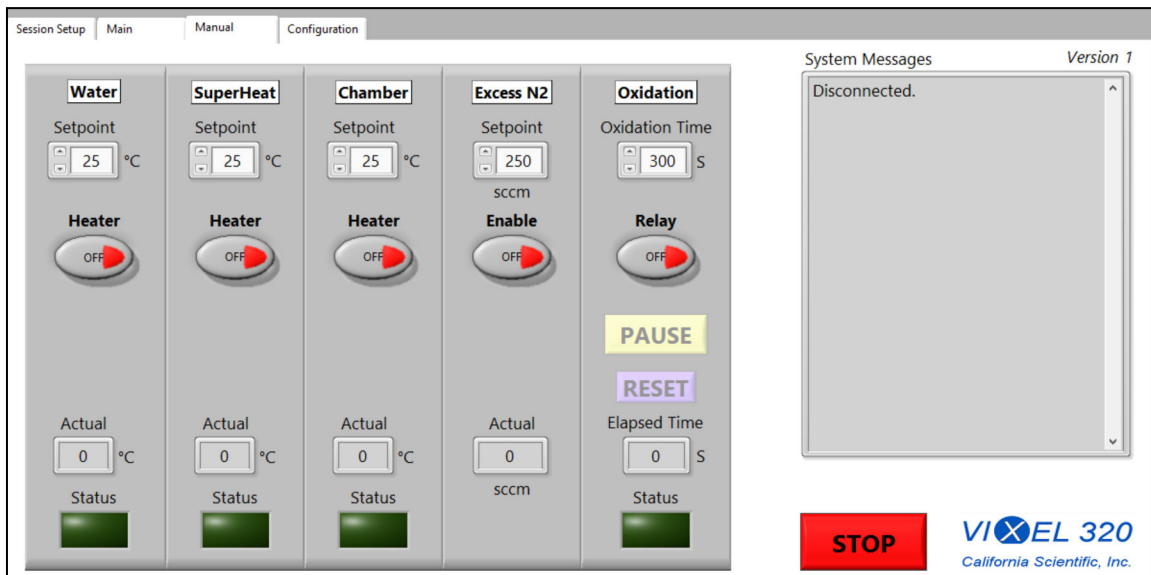 Session Setup Main Manual Configuration
System Messages Version 1
Disconnected.
Water SuperHeat Chamber Excess N2 Oxidation
Setpoint Setpoint Setpoint Setpoint Oxidation Time
25 °C 25 °C 25 °C 250 300 S
sccm
Heater Heater Heater Enable Relay
OFF OFF OFF OFF OFF
PAUSE
RESET
Actual Actual Actual Actual Elapsed Time
0 °C 0 °C 0 °C 0 0 S
sccm
Status Status Status Status
STOP
VIXEL 320
California Scientific, Inc.